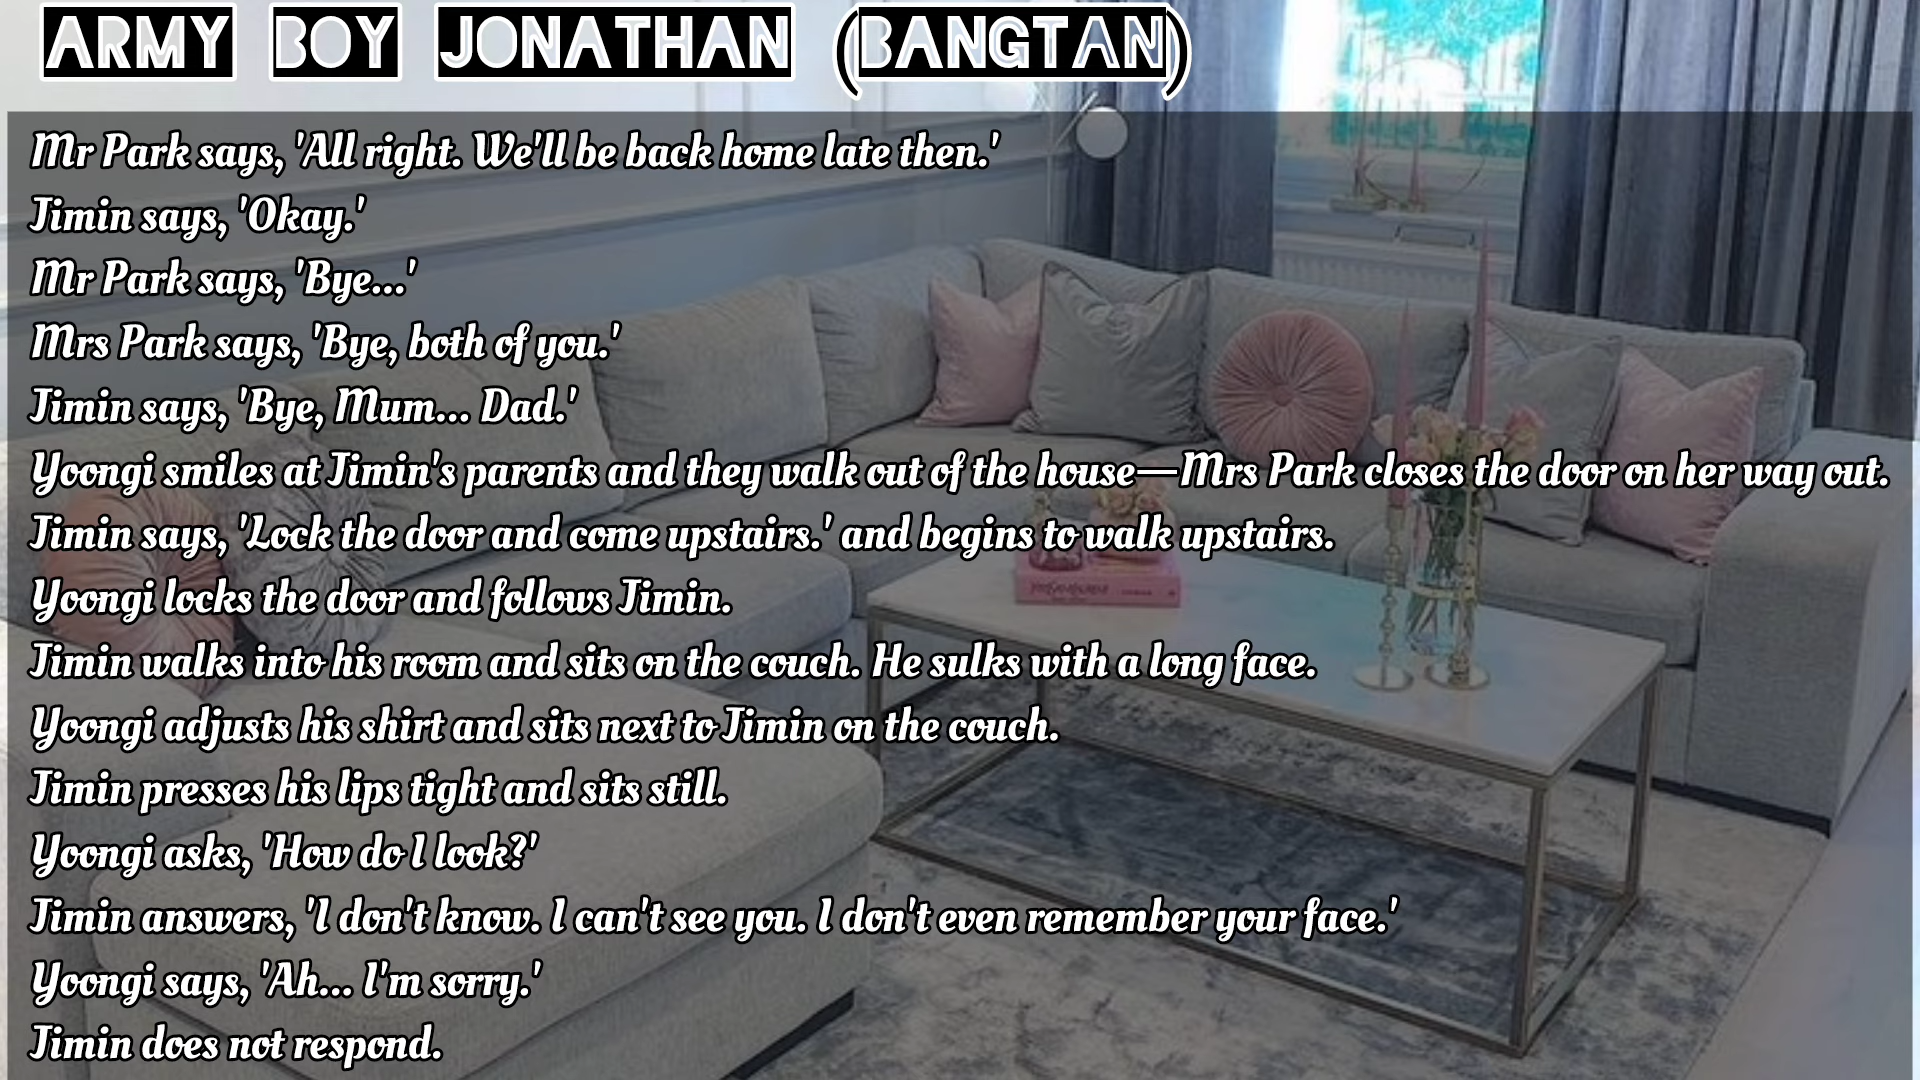 ARMY BOY JONATHAN (BANGTAN)
Mr Park says, 'All right. We'll be back home late then.'
Jimin says, 'Okay.'
Mr Park says, 'Bye...'
Mrs Park says, 'Bye, both of you.'
Jimin says, 'Bye, Mum... Dad.'
Yoongi smiles at Jimin's parents and they walk out of the house—Mrs Park closes the door on her way out.
Jimin says, 'Lock the door and come upstairs.' and begins to walk upstairs.
Yoongi locks the door and follows Jimin.
Jimin walks into his room and sits on the couch. He sulks with a long face.
Yoongi adjusts his shirt and sits next to Jimin on the couch.
Jimin presses his lips tight and sits still.
Yoongi asks, 'How do I look?'
Jimin answers, 'I don't know. I can't see you. I don't even remember your face.'
Yoongi says, 'Ah... I'm sorry.'
Jimin does not respond.